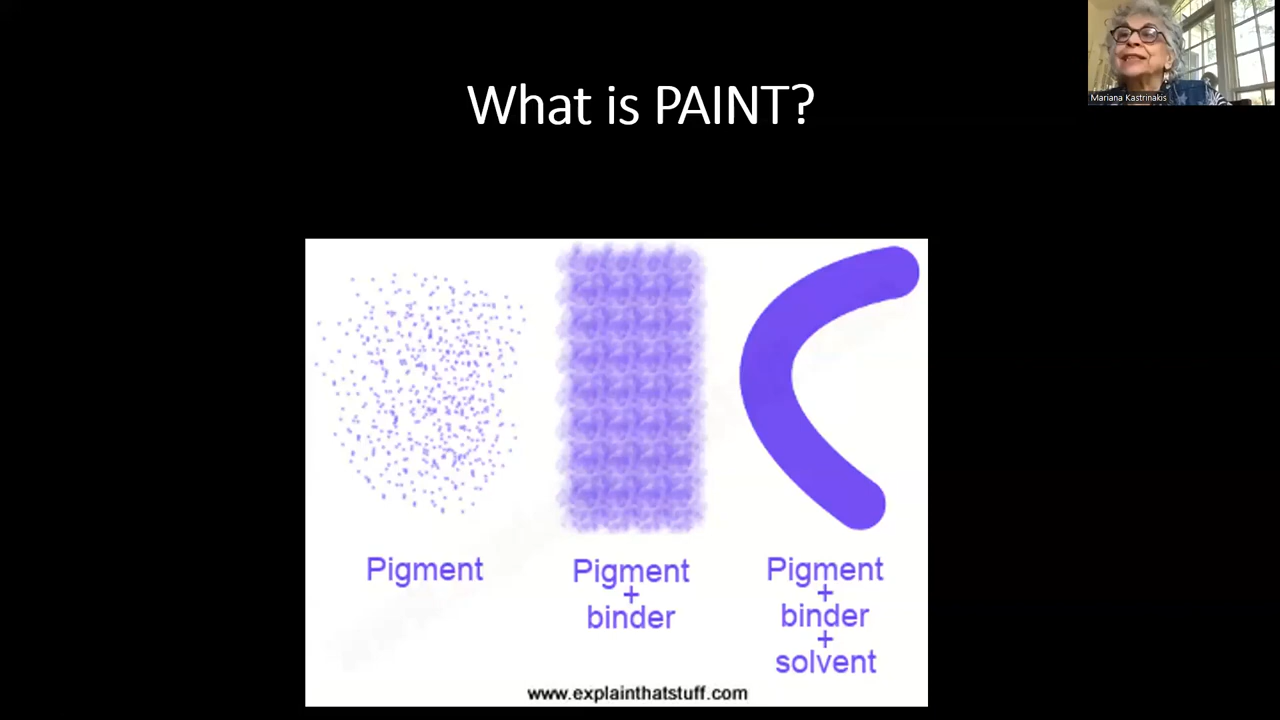 What is PAINT?
Mariana Kastrinakis
Pigment
Pigment
+
binder
Pigment
+
binder
+
solvent
www.explainthatstuff.com